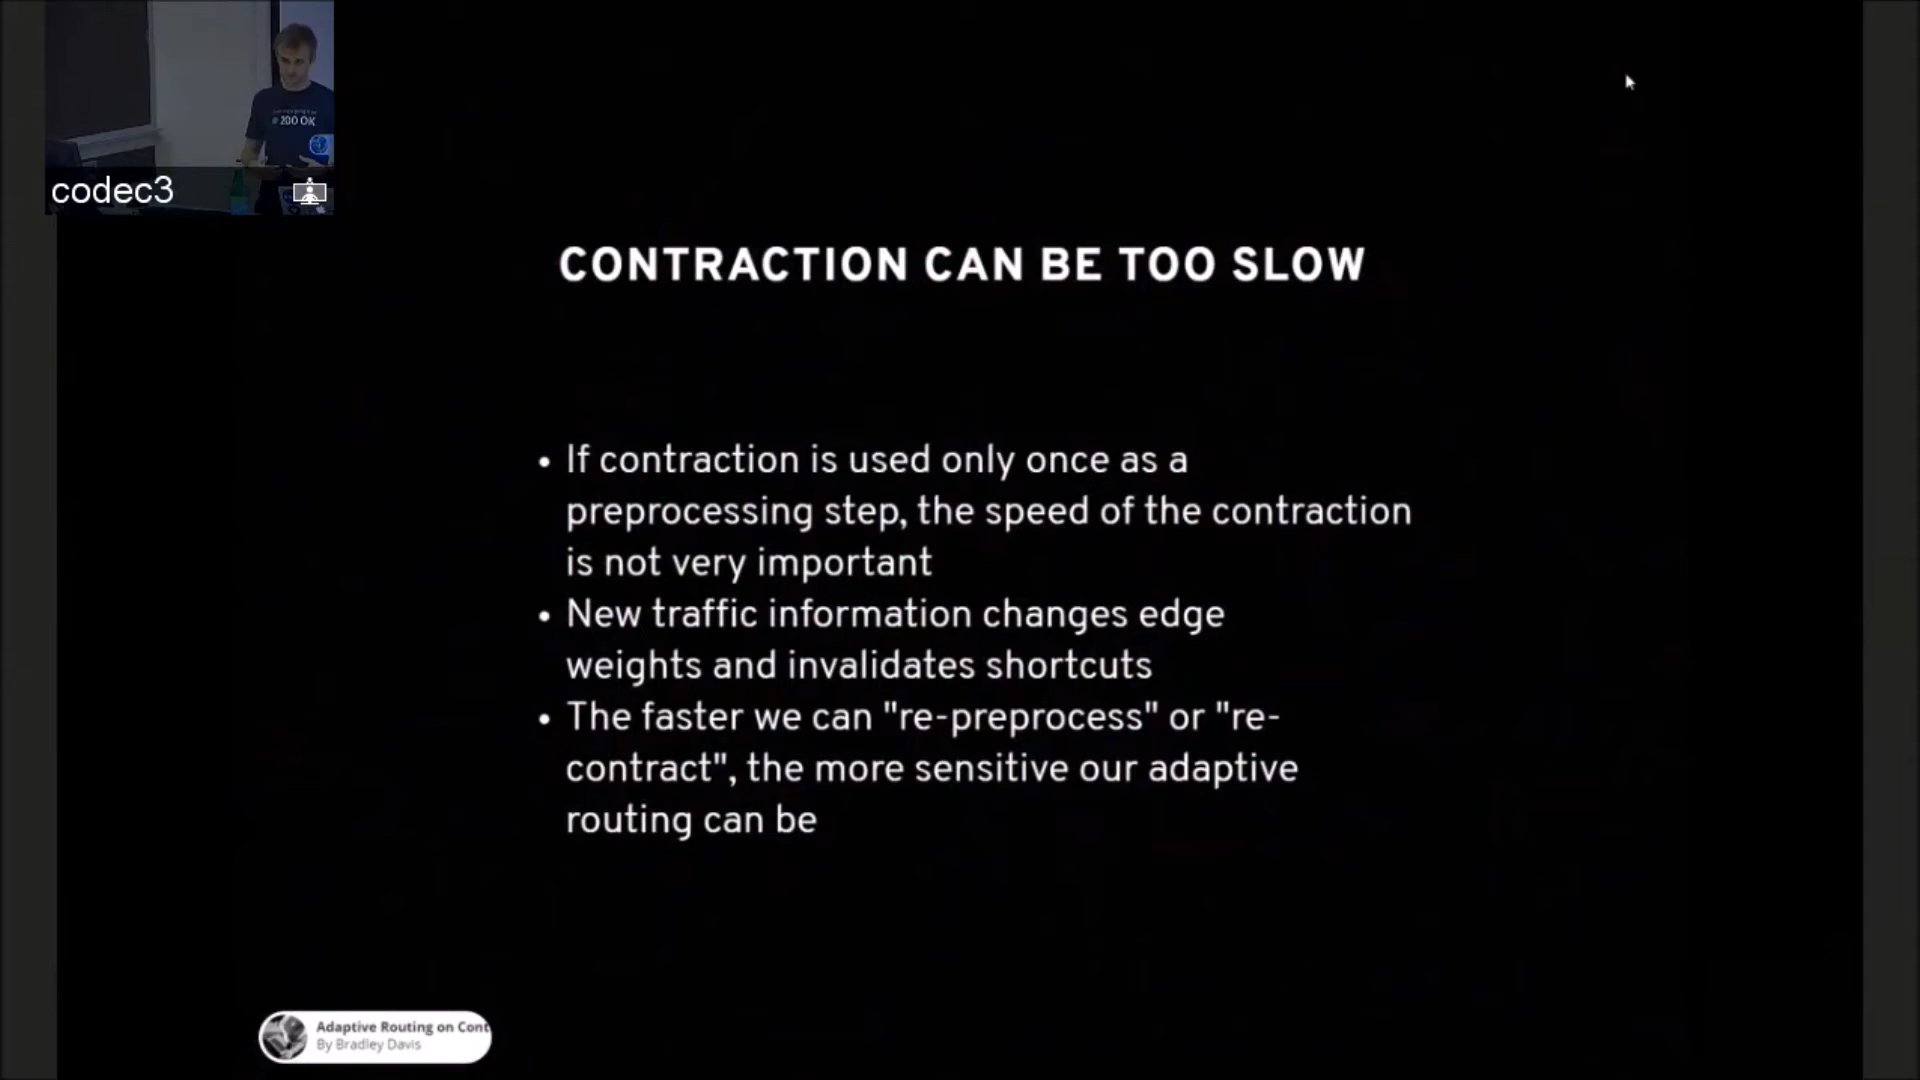 @ 200 OK
codec3
CONTRACTION CAN BE TOO SLOW
• If contraction is used only once as a
preprocessing step, the speed of the contraction
is not very important
• New traffic information changes edge
weights and invalidates shortcuts
• The faster we can "re-preprocess" or "re-
contract", the more sensitive our adaptive
routing can be
Adaptive Routing on Cont
By Bradley Davis